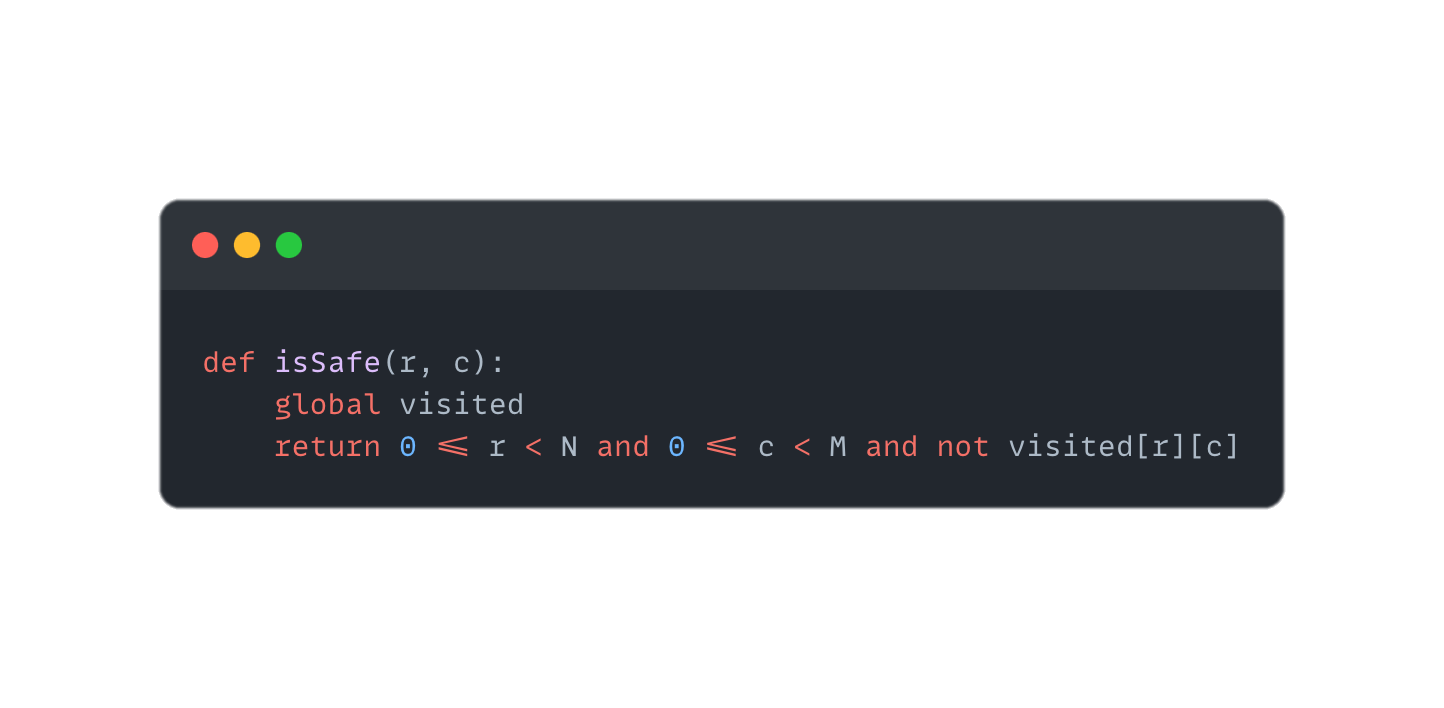 def isSafe(r, c):
    global visited
    return 0 <= r < N and 0 <= c < M and not visited[r][c]